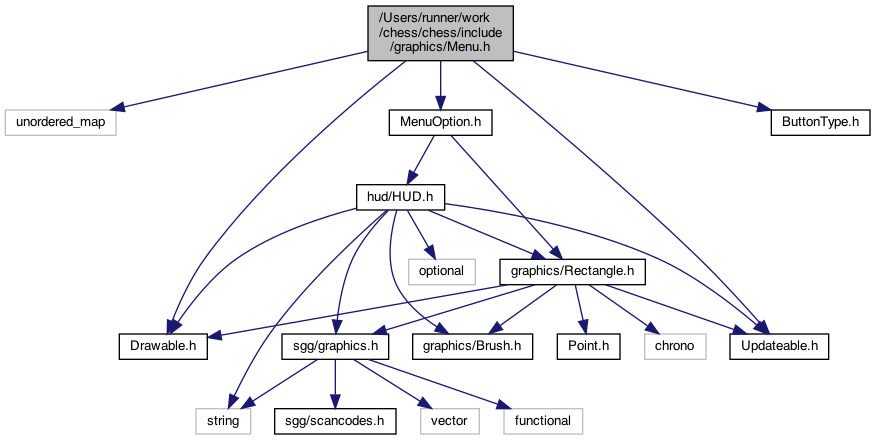 /Users/runner/work
/chess/chess/include
/graphics/Menu.h
unordered_map
MenuOption.h
ButtonType.h
hud/HUD.h
optional
graphics/Rectangle.h
Drawable.h
sgg/graphics.h
graphics/Brush.h
Point.h
chrono
Updateable.h
string
sgg/scancodes.h
vector
functional